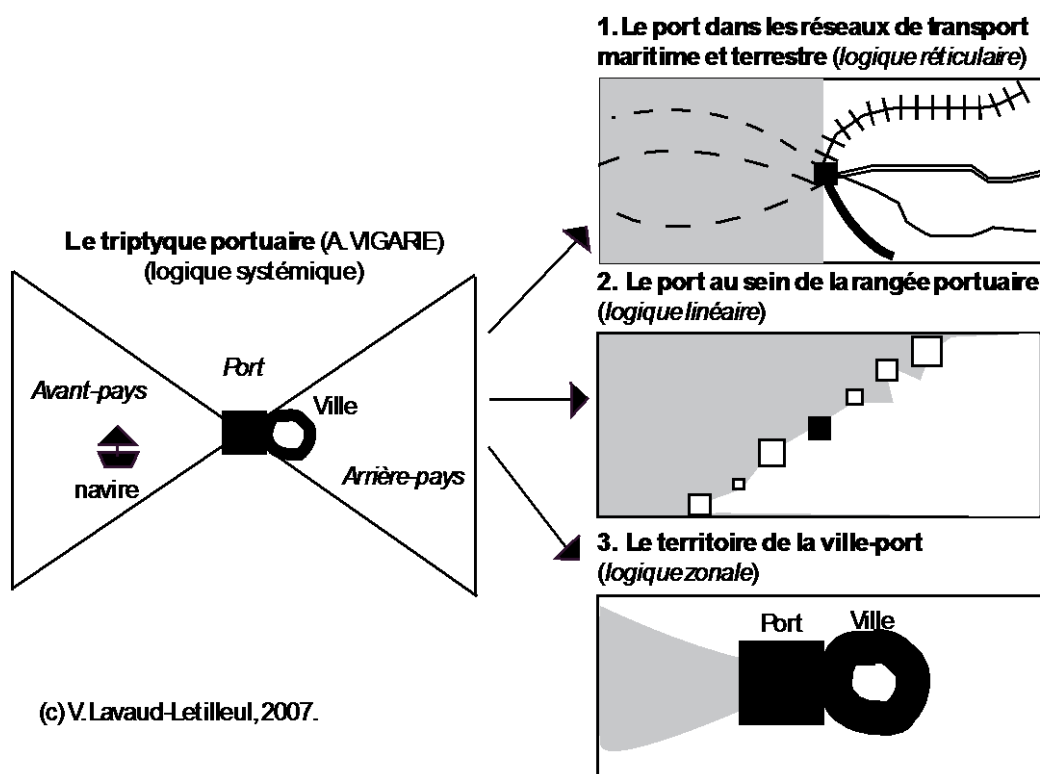 Le triptyque portuaire (A. VIGARIE)
(logique systémique)
Avant-pays
Port
Ville
navire
Arrière-pays
1. Le port dans les réseaux de transport
maritime et terrestre (logique réticulaire)
2. Le port au sein de la rangée portuaire
(logique linéaire)
3. Le territoire de la ville-port
(logique zonale)
Port
Ville
(c) V. Lavaud-Letilleul, 2007.